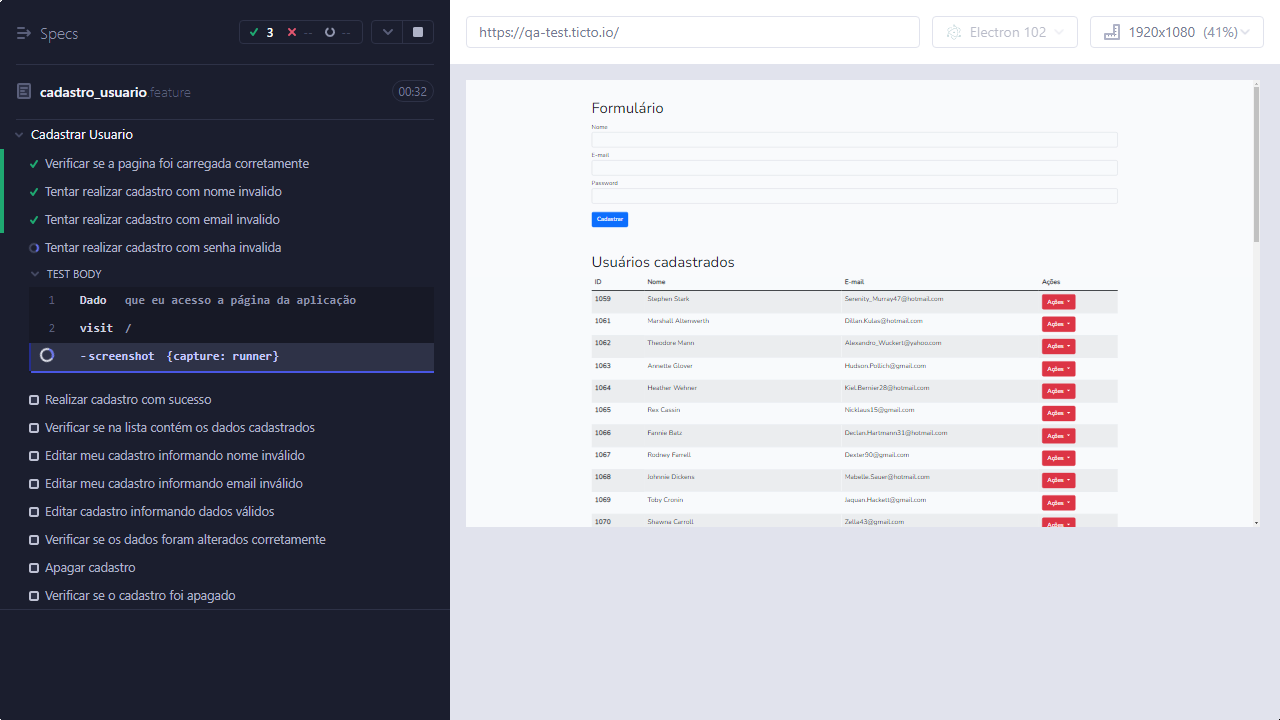 Specs
3 -- --
cadastro_usuario.feature
00:32
Cadastrar Usuario
Verificar se a pagina foi carregada corretamente
Tentar realizar cadastro com nome invalido
Tentar realizar cadastro com email invalido
Tentar realizar cadastro com senha invalida
TEST BODY
1 Dado que eu acesso a página da aplicação
2 visit /
-screenshot {capture: runner}
Realizar cadastro com sucesso
Verificar se na lista contém os dados cadastrados
Editar meu cadastro informando nome inválido
Editar meu cadastro informando email inválido
Editar cadastro informando dados válidos
Verificar se os dados foram alterados corretamente
Apagar cadastro
Verificar se o cadastro foi apagado
https://qa-test.ticto.io/
Electron 102
1920x1080 (41%)
Formulário
Nome
E-mail
Password
Cadastrar
Usuários cadastrados
ID Nome E-mail Ações
1059 Stephen Stark Serenity_Murray47@hotmail.com Ações
1061 Marshall Altenwerth Dillan.Kulas@hotmail.com Ações
1062 Theodore Mann Alexandro_Wuckert@yahoo.com Ações
1063 Annette Glover Hudson.Pollich@gmail.com Ações
1064 Heather Wehner Kiel.Bernier28@hotmail.com Ações
1065 Rex Cassin Nicklaus15@gmail.com Ações
1066 Fannie Batz Declan.Hartmann31@hotmail.com Ações
1067 Rodney Farrell Dexter90@gmail.com Ações
1068 Johnnie Dickens Mabelle.Sauer@hotmail.com Ações
1069 Toby Cronin Jaquan.Hackett@gmail.com Ações
1070 Shawna Carroll Zella43@gmail.com Ações